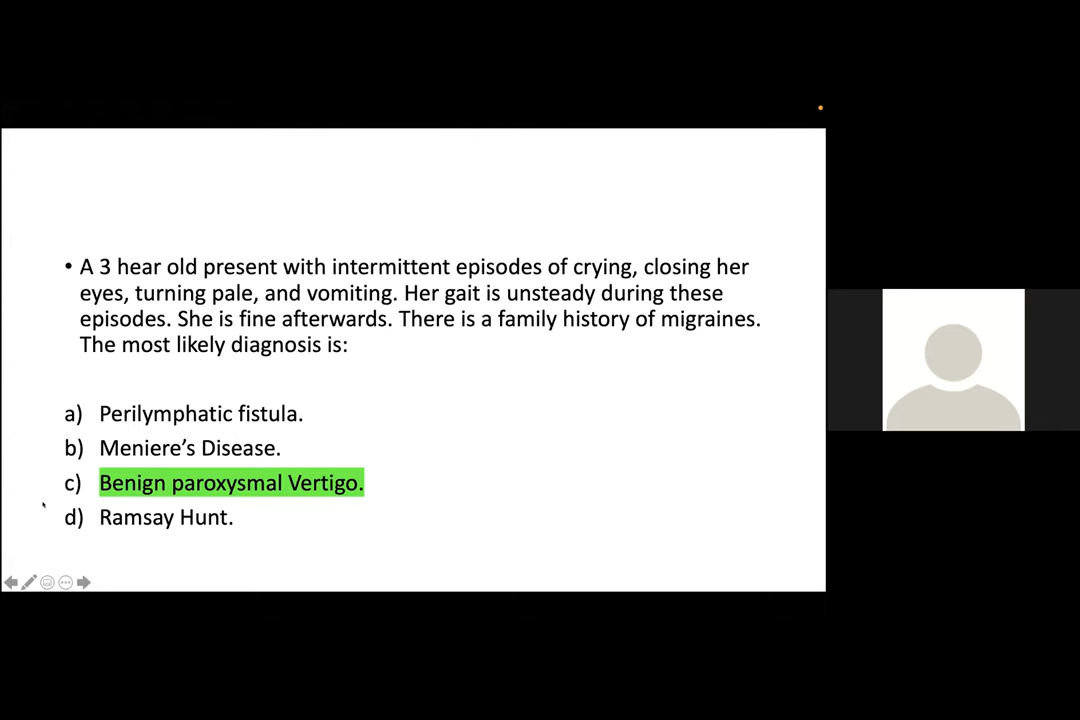 • A 3 hear old present with intermittent episodes of crying, closing her
eyes, turning pale, and vomiting. Her gait is unsteady during these
episodes. She is fine afterwards. There is a family history of migraines.
The most likely diagnosis is:
a) Perilymphatic fistula.
b) Meniere’s Disease.
c) Benign paroxysmal Vertigo.
d) Ramsay Hunt.